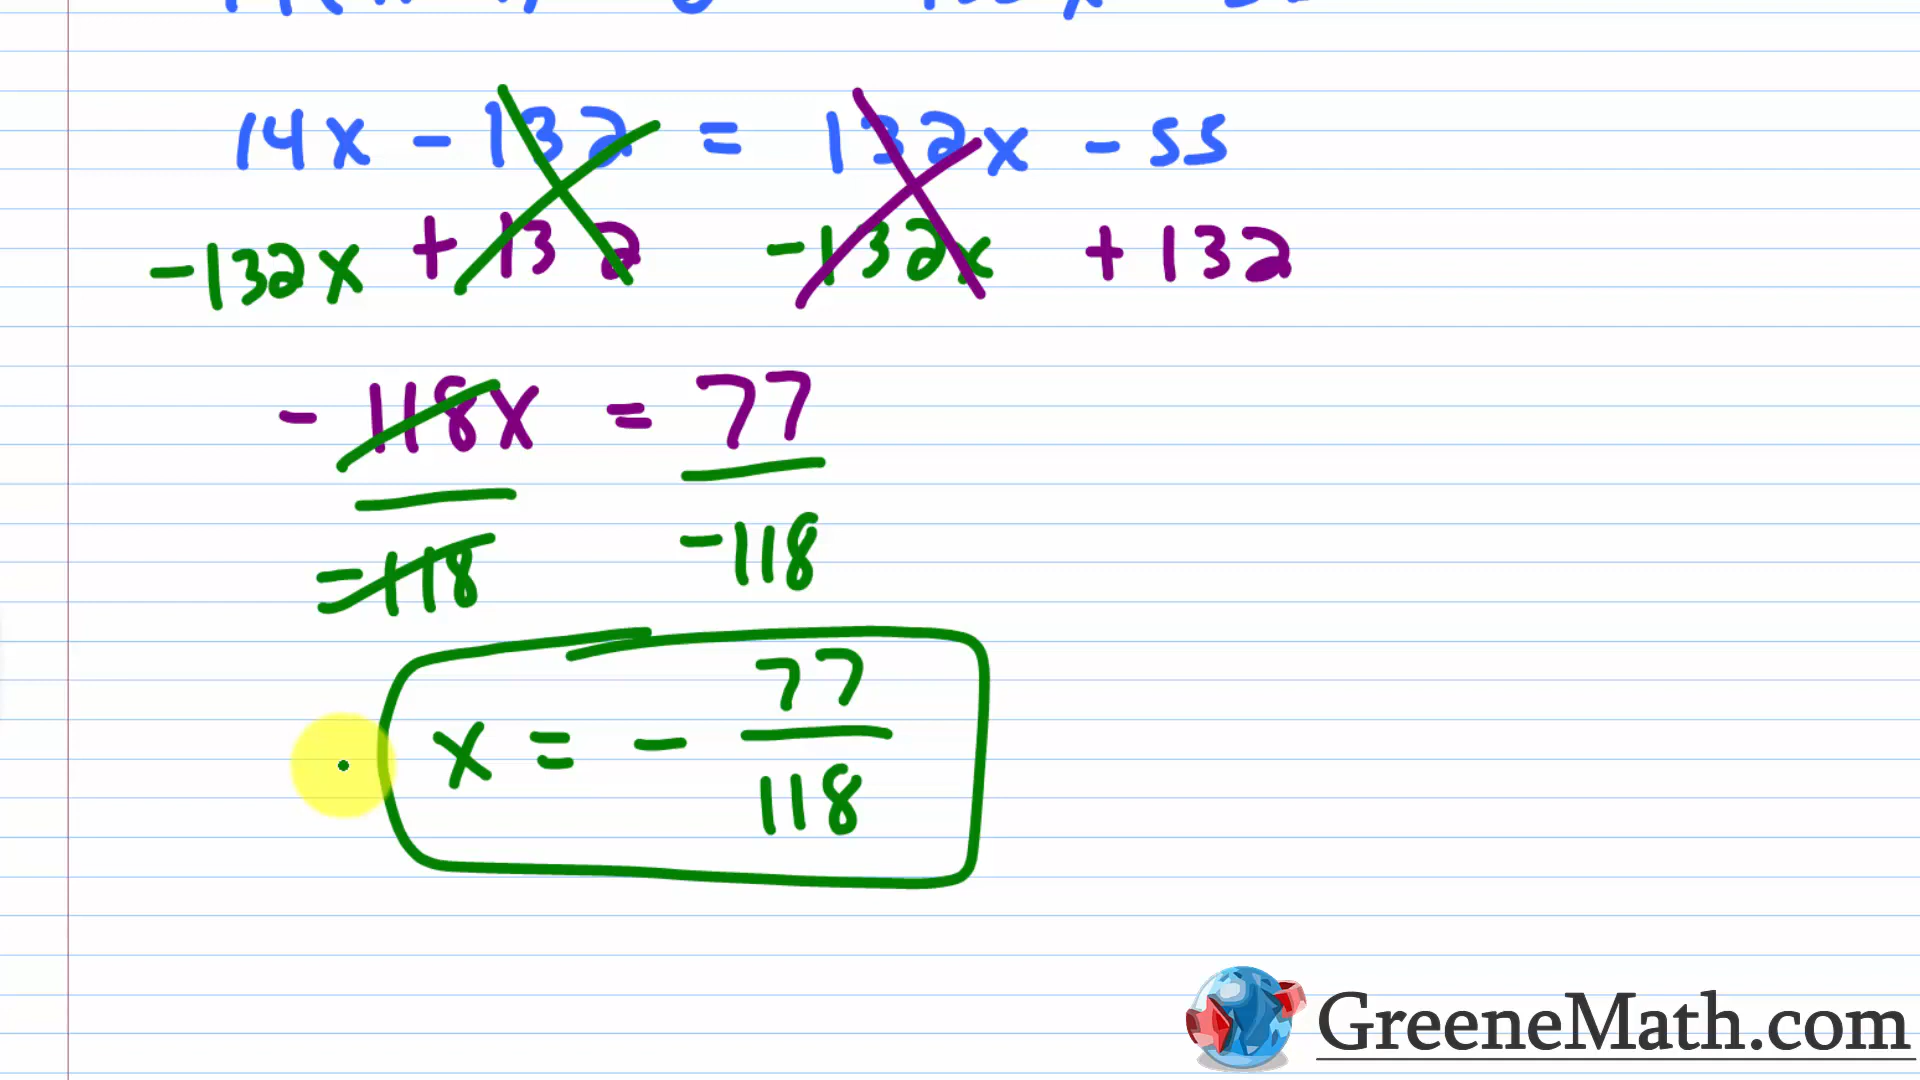 14x - 132 = 132x - 55
-132x + 132 -132x + 132
- 118x = 77
-118 -118
x = - 77
118
GreeneMath.com